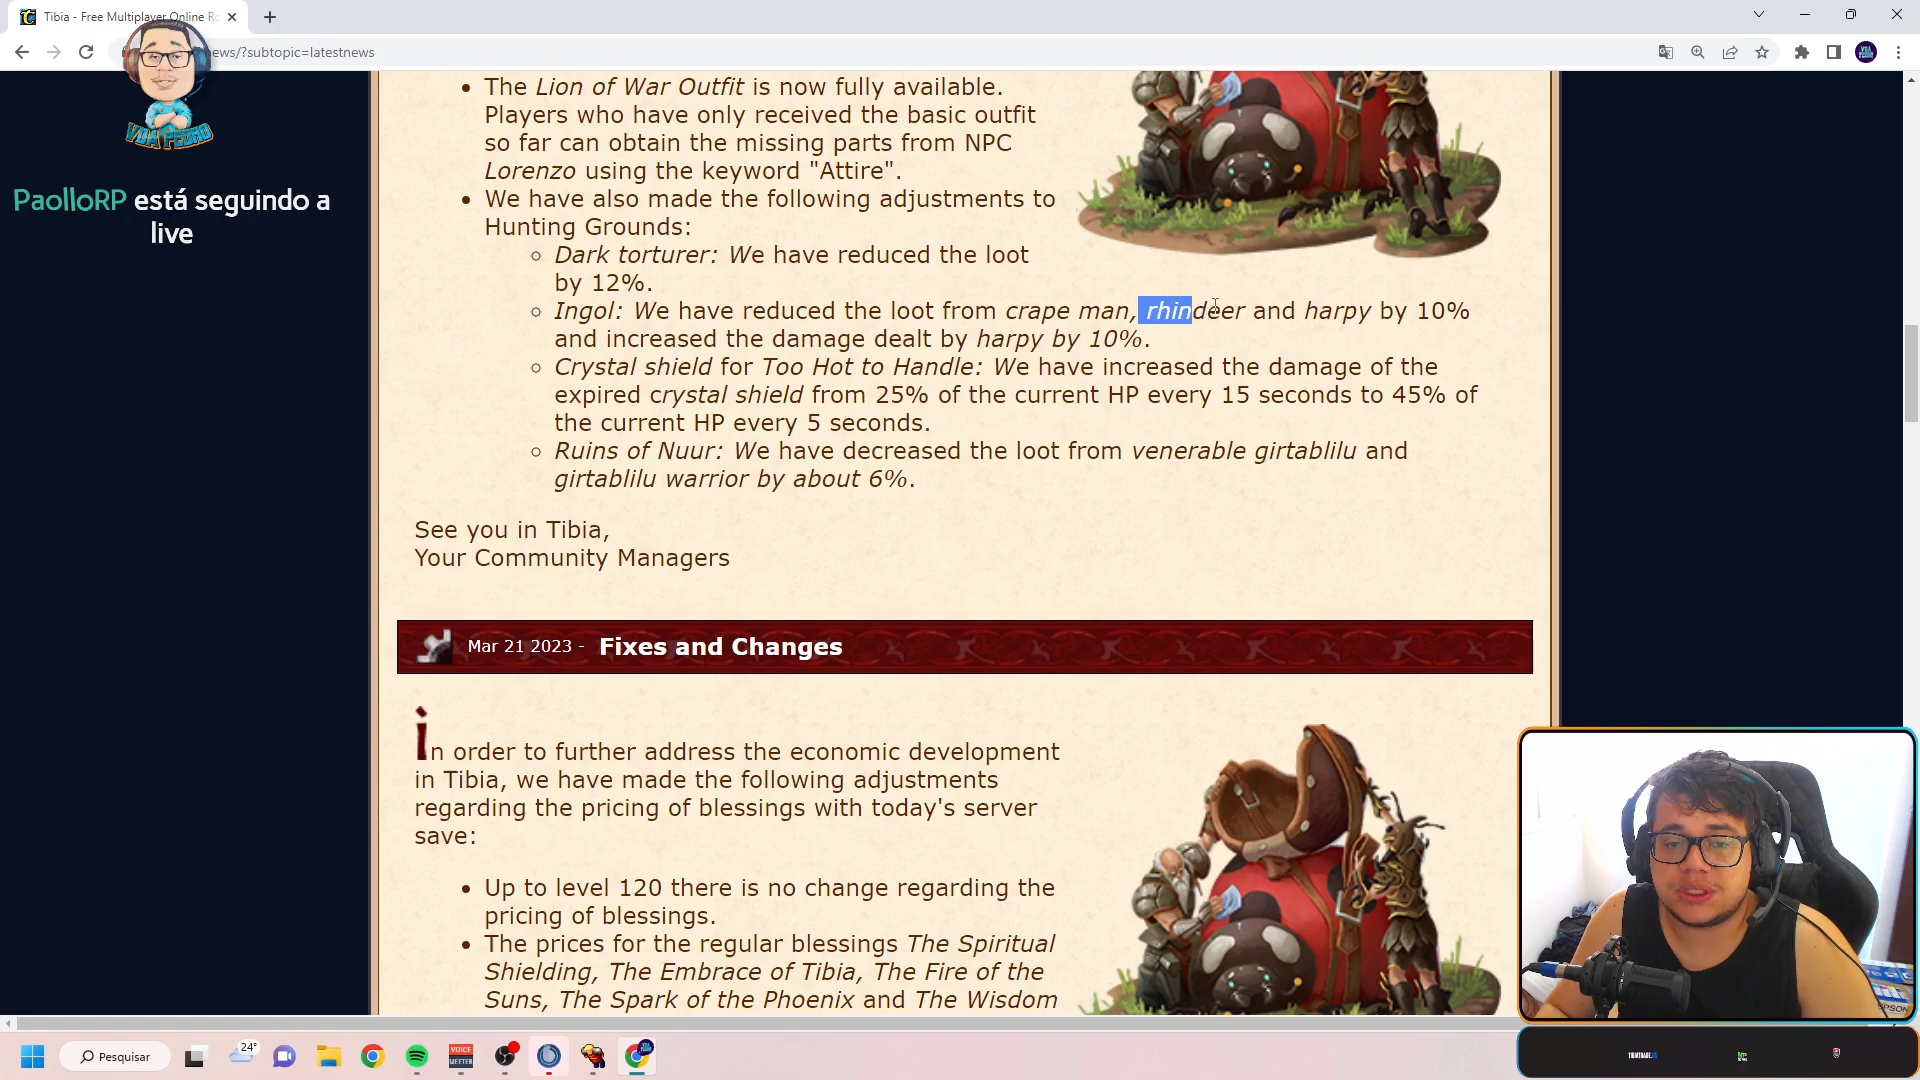 Tibia - Free Multiplayer Online Ro
news/?subtopic=latestnews
VDA PEDRO
PaolloRP está seguindo a
live
• The Lion of War Outfit is now fully available.
Players who have only received the basic outfit
so far can obtain the missing parts from NPC
Lorenzo using the keyword "Attire".
• We have also made the following adjustments to
Hunting Grounds:
Dark torturer: We have reduced the loot
by 12%.
Ingol: We have reduced the loot from crape man, rhindeer and harpy by 10%
and increased the damage dealt by harpy by 10%.
Crystal shield for Too Hot to Handle: We have increased the damage of the
expired crystal shield from 25% of the current HP every 15 seconds to 45% of
the current HP every 5 seconds.
Ruins of Nuur: We have decreased the loot from venerable girtablilu and
girtablilu warrior by about 6%.
See you in Tibia,
Your Community Managers
Mar 21 2023 - Fixes and Changes
In order to further address the economic development
in Tibia, we have made the following adjustments
regarding the pricing of blessings with today's server
save:
• Up to level 120 there is no change regarding the
pricing of blessings.
• The prices for the regular blessings The Spiritual
Shielding, The Embrace of Tibia, The Fire of the
Suns, The Spark of the Phoenix and The Wisdom
EPSON
Pesquisar
24°
VOICE
MEETER